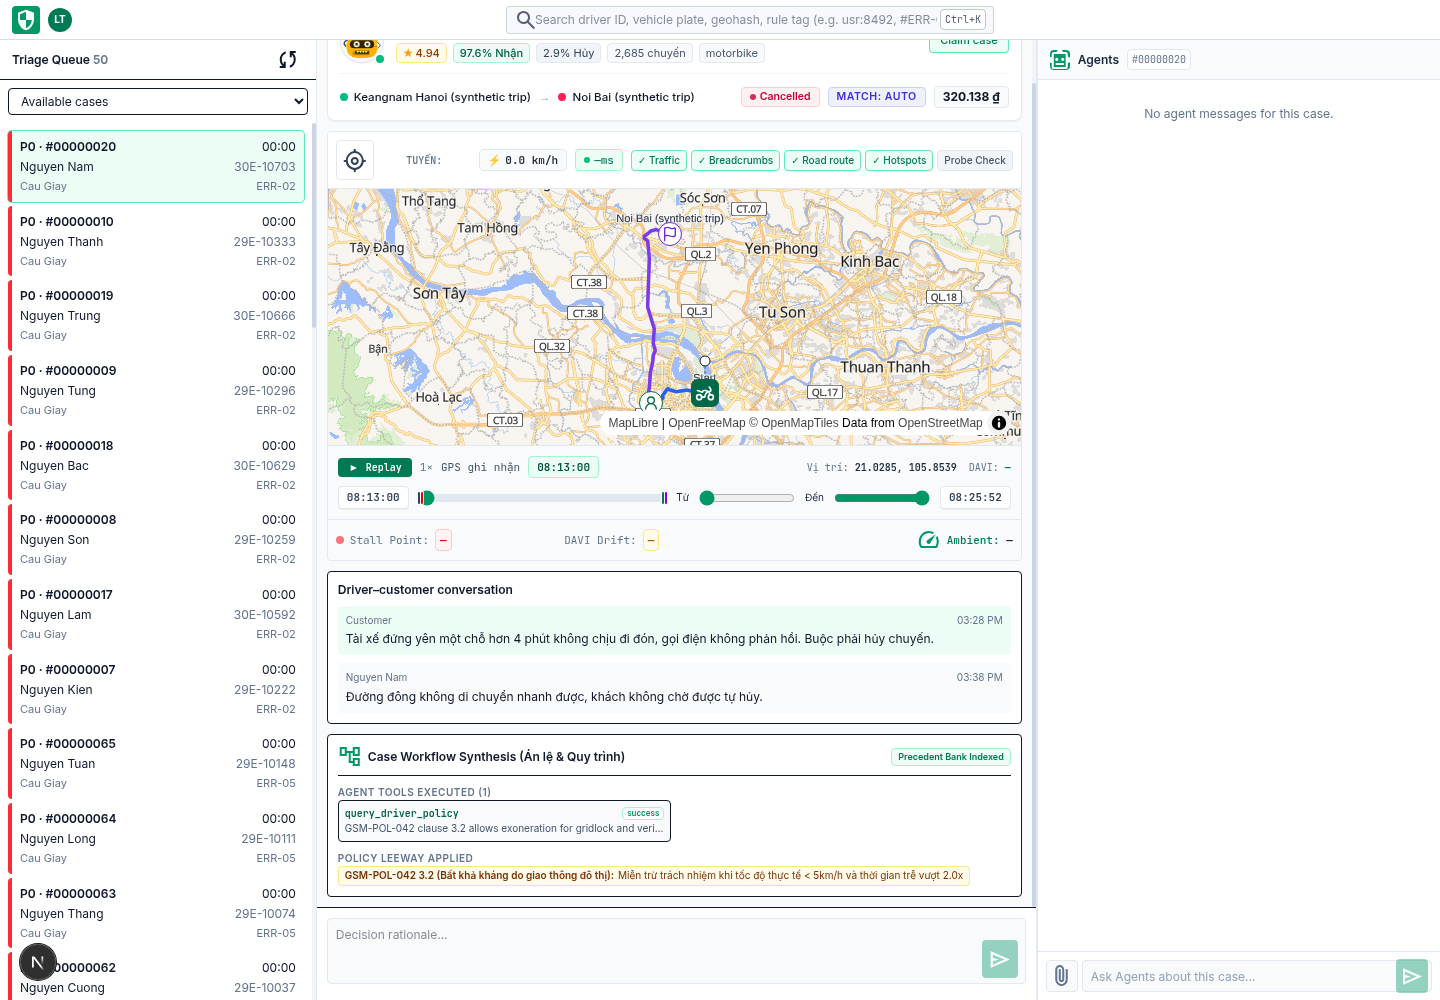 LT
Search driver ID, vehicle plate, geohash, rule tag (e.g. usr:8492, #ERR-
Ctrl+K
Triage Queue 50
Available cases
P0 · #00000020 00:00
Nguyen Nam 30E-10703
Cau Giay ERR-02
P0 · #00000010 00:00
Nguyen Thanh 29E-10333
Cau Giay ERR-02
P0 · #00000019 00:00
Nguyen Trung 30E-10666
Cau Giay ERR-02
P0 · #00000009 00:00
Nguyen Tung 29E-10296
Cau Giay ERR-02
P0 · #00000018 00:00
Nguyen Bac 30E-10629
Cau Giay ERR-02
P0 · #00000008 00:00
Nguyen Son 29E-10259
Cau Giay ERR-02
P0 · #00000017 00:00
Nguyen Lam 30E-10592
Cau Giay ERR-02
P0 · #00000007 00:00
Nguyen Kien 29E-10222
Cau Giay ERR-02
P0 · #00000065 00:00
Nguyen Tuan 29E-10148
Cau Giay ERR-05
P0 · #00000064 00:00
Nguyen Long 29E-10111
Cau Giay ERR-05
P0 · #00000063 00:00
Nguyen Thang 29E-10074
Cau Giay ERR-05
00000062 00:00
Nguyen Cuong 29E-10037
N
★ 4.94
97.6% Nhận
2.9% Hủy
2,685 chuyến
motorbike
Claim case
Keangnam Hanoi (synthetic trip) → Noi Bai (synthetic trip)
Cancelled
MATCH: AUTO
320.138 ₫
TUYẾN:
⚡ 0.0 km/h
—ms
✓ Traffic
✓ Breadcrumbs
✓ Road route
✓ Hotspots
Probe Check
Thổ Tang
Sóc Sơn
CT.07
Noi Bai (synthetic trip)
Tam Hồng
Tây Đằng
Yen Phong
QL.2
Kinh Bac
CT.38
Sơn Tây
QL.18
CT.38
QL.3
Tu Son
QL.32
Bận
Thuan Thanh
Start
Hoà Lạc
QL.17
CT.03
CT.37
MapLibre | OpenFreeMap © OpenMapTiles Data from OpenStreetMap
► Replay
1×
GPS ghi nhận
08:13:00
Vị trí: 21.0285, 105.8539
DAVI: —
08:13:00
Từ
Đến
08:25:52
Stall Point: —
DAVI Drift: —
Ambient: —
Driver–customer conversation
Customer 03:28 PM
Tài xế đứng yên một chỗ hơn 4 phút không chịu đi đón, gọi điện không phản hồi. Buộc phải hủy chuyến.
Nguyen Nam 03:38 PM
Đường đông không di chuyển nhanh được, khách không chờ được tự hủy.
Case Workflow Synthesis (Án lệ & Quy trình)
Precedent Bank Indexed
AGENT TOOLS EXECUTED (1)
query_driver_policy success
GSM-POL-042 clause 3.2 allows exoneration for gridlock and veri...
POLICY LEEWAY APPLIED
GSM-POL-042 3.2 (Bất khả kháng do giao thông đô thị): Miễn trừ trách nhiệm khi tốc độ thực tế < 5km/h và thời gian trễ vượt 2.0x
Decision rationale...
Agents
#00000020
No agent messages for this case.
Ask Agents about this case...